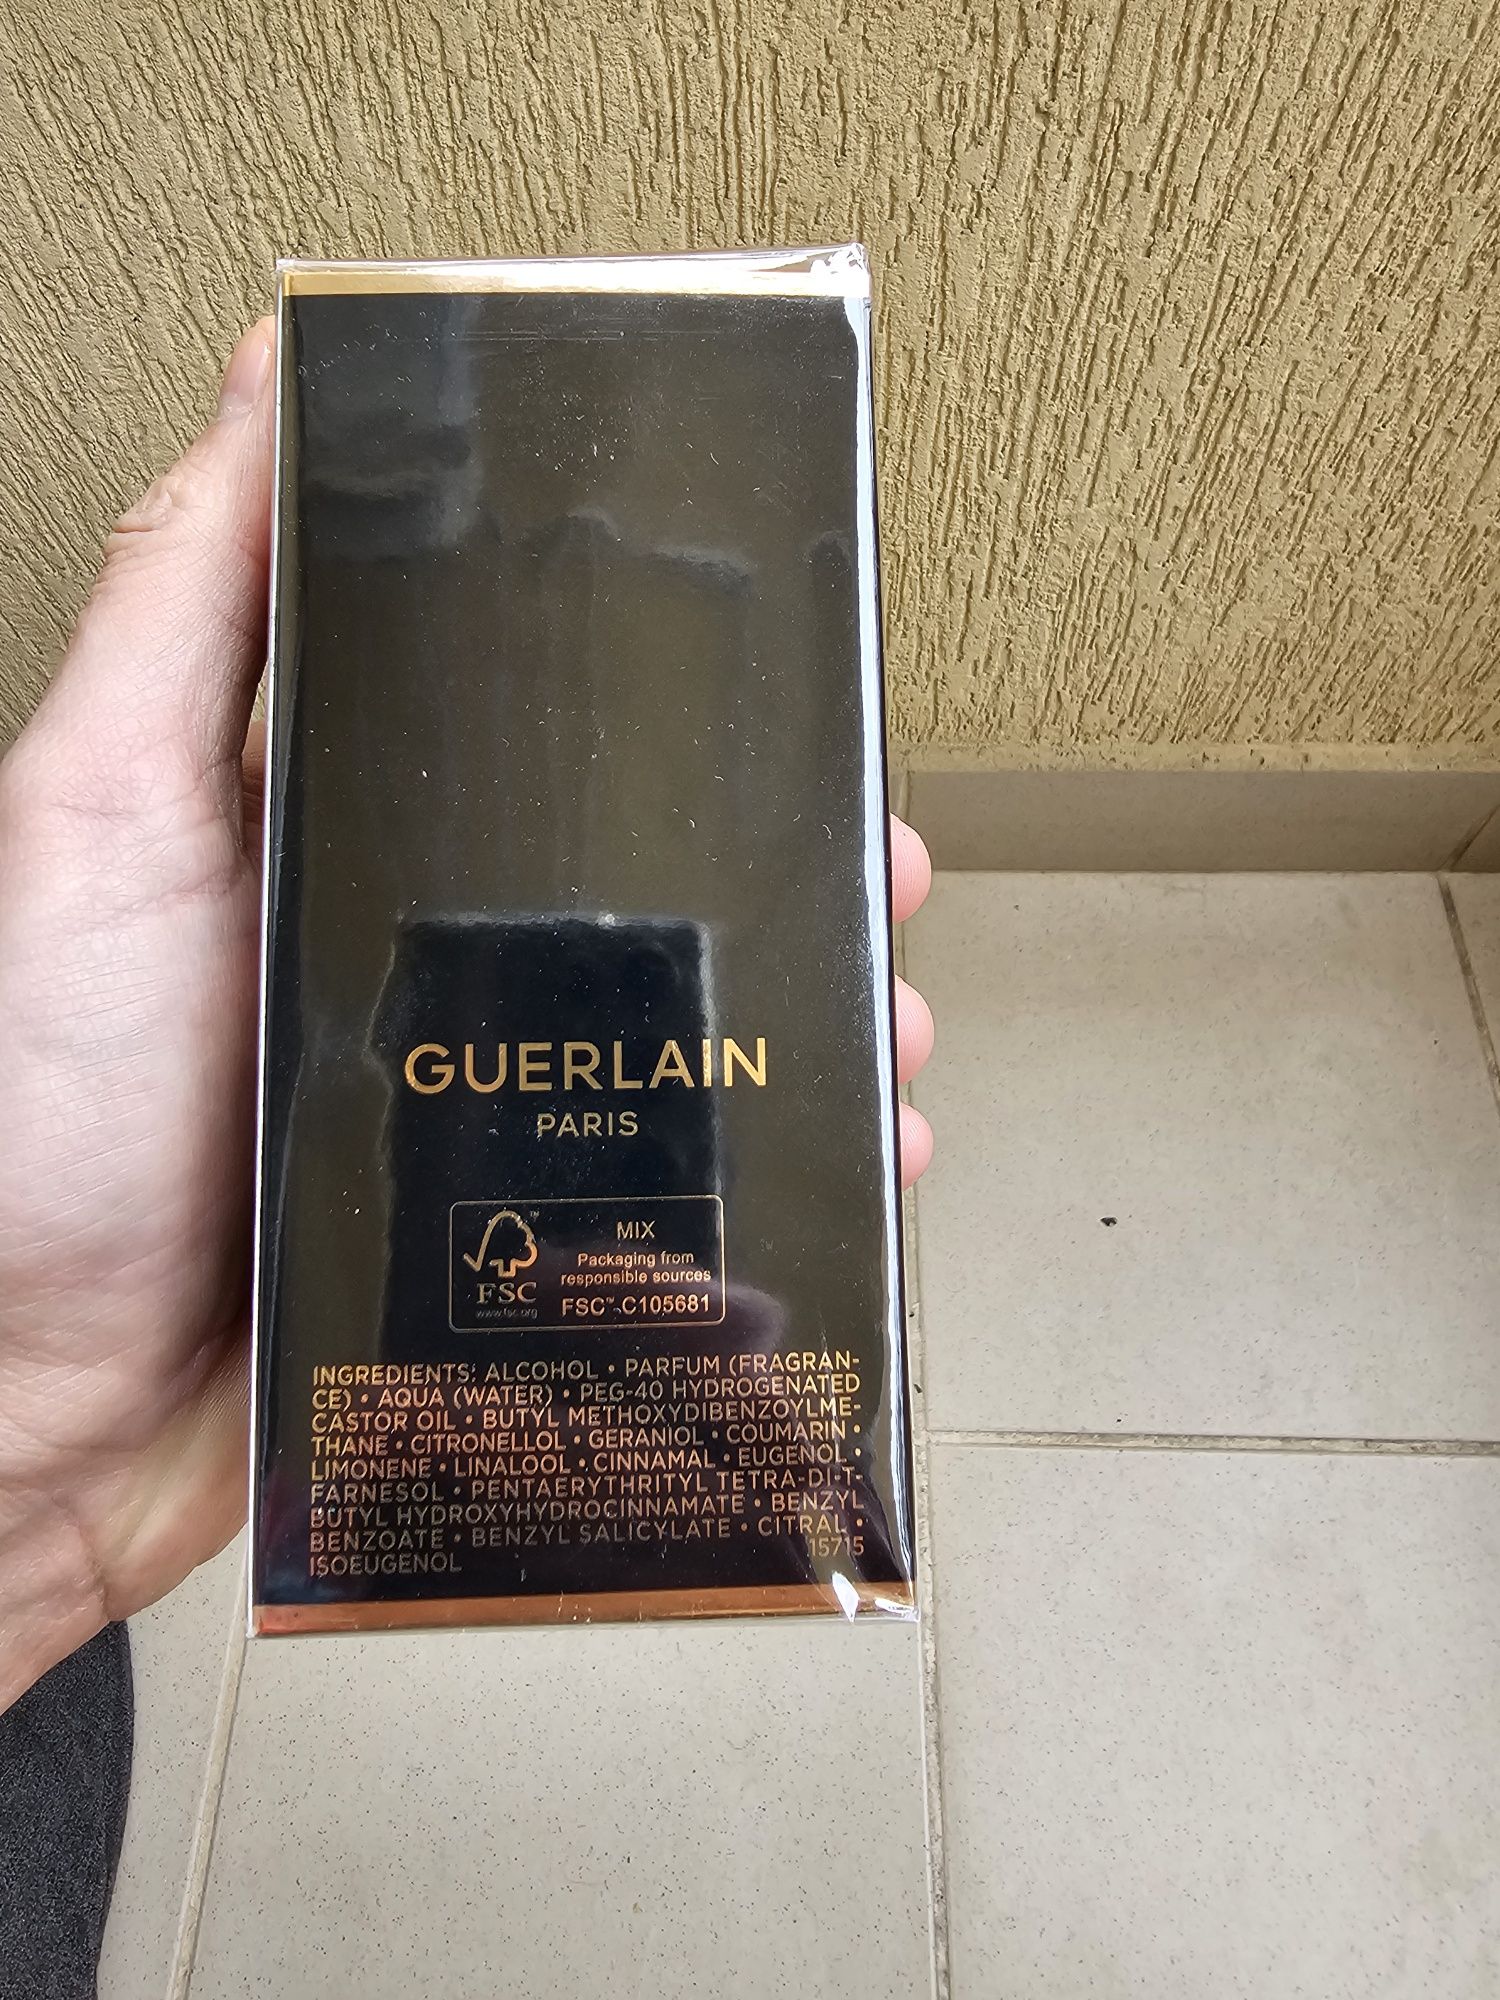 GUERLAIN
PARIS
FSC
www.fsc.org
MIX
Packaging from
responsible sources
FSC™ C105681
INGREDIENTS: ALCOHOL • PARFUM (FRAGRAN-
CE) • AQUA (WATER) • PEG-40 HYDROGENATED
CASTOR OIL • BUTYL METHOXYDIBENZOYLME-
THANE • CITRONELLOL • GERANIOL • COUMARIN •
LIMONENE • LINALOOL • CINNAMAL • EUGENOL •
FARNESOL • PENTAERYTHRITYL TETRA-DI-T-
BUTYL HYDROXYHYDROCINNAMATE • BENZYL
BENZOATE • BENZYL SALICYLATE • CITRAL •
ISOEUGENOL 15715